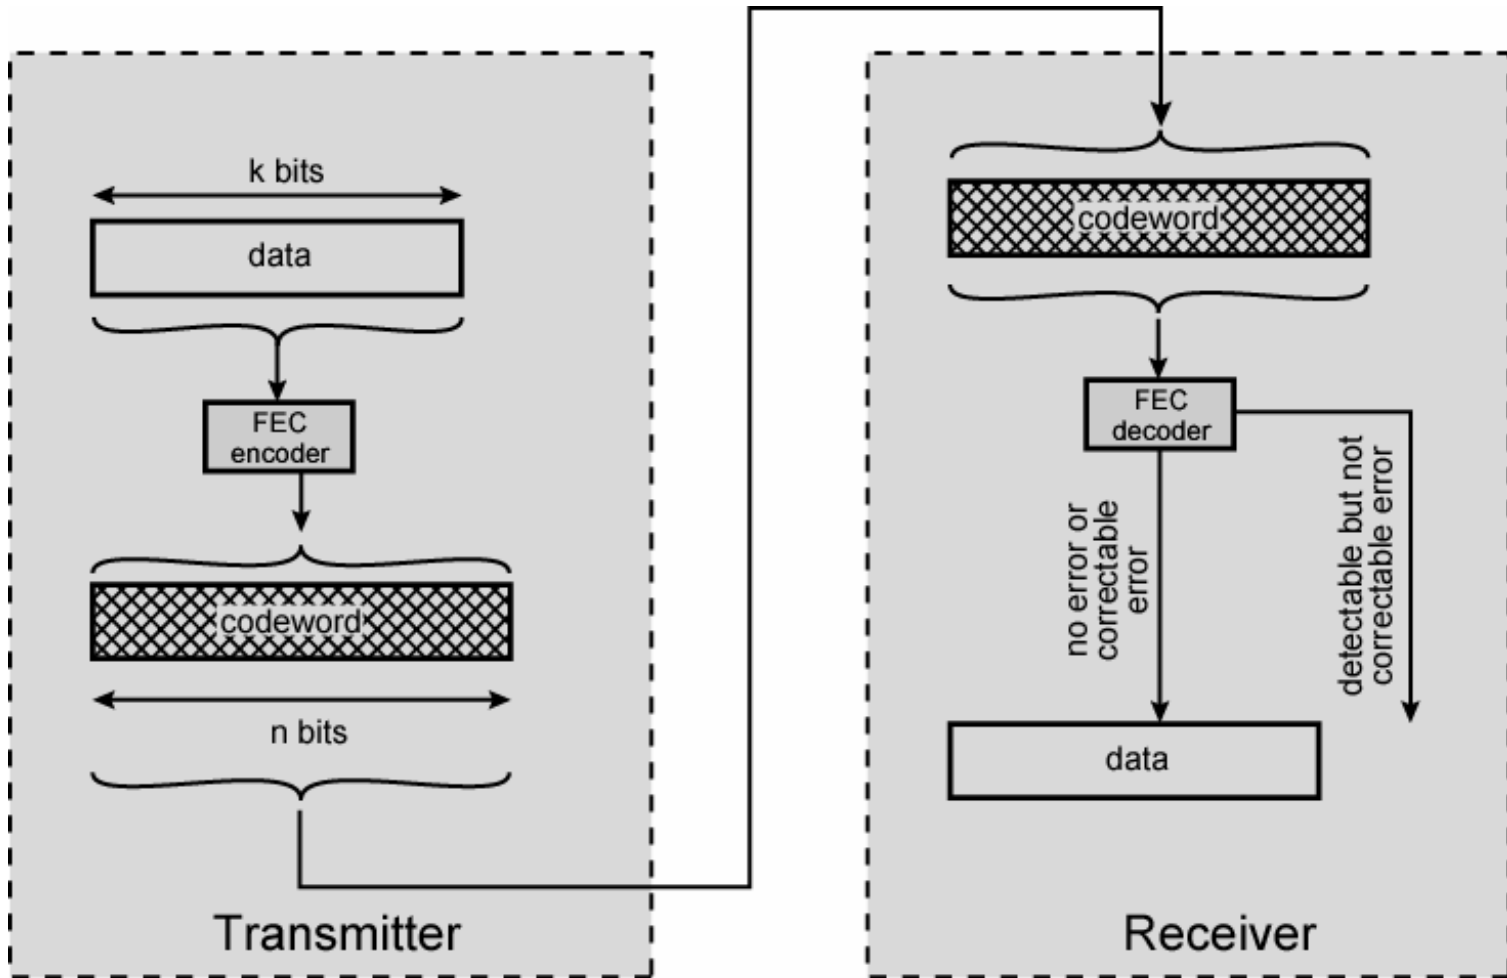 k bits
data
FEC
encoder
codeword
n bits
Transmitter
codeword
FEC
decoder
no error or
correctable
error
detectable but not
correctable error
data
Receiver